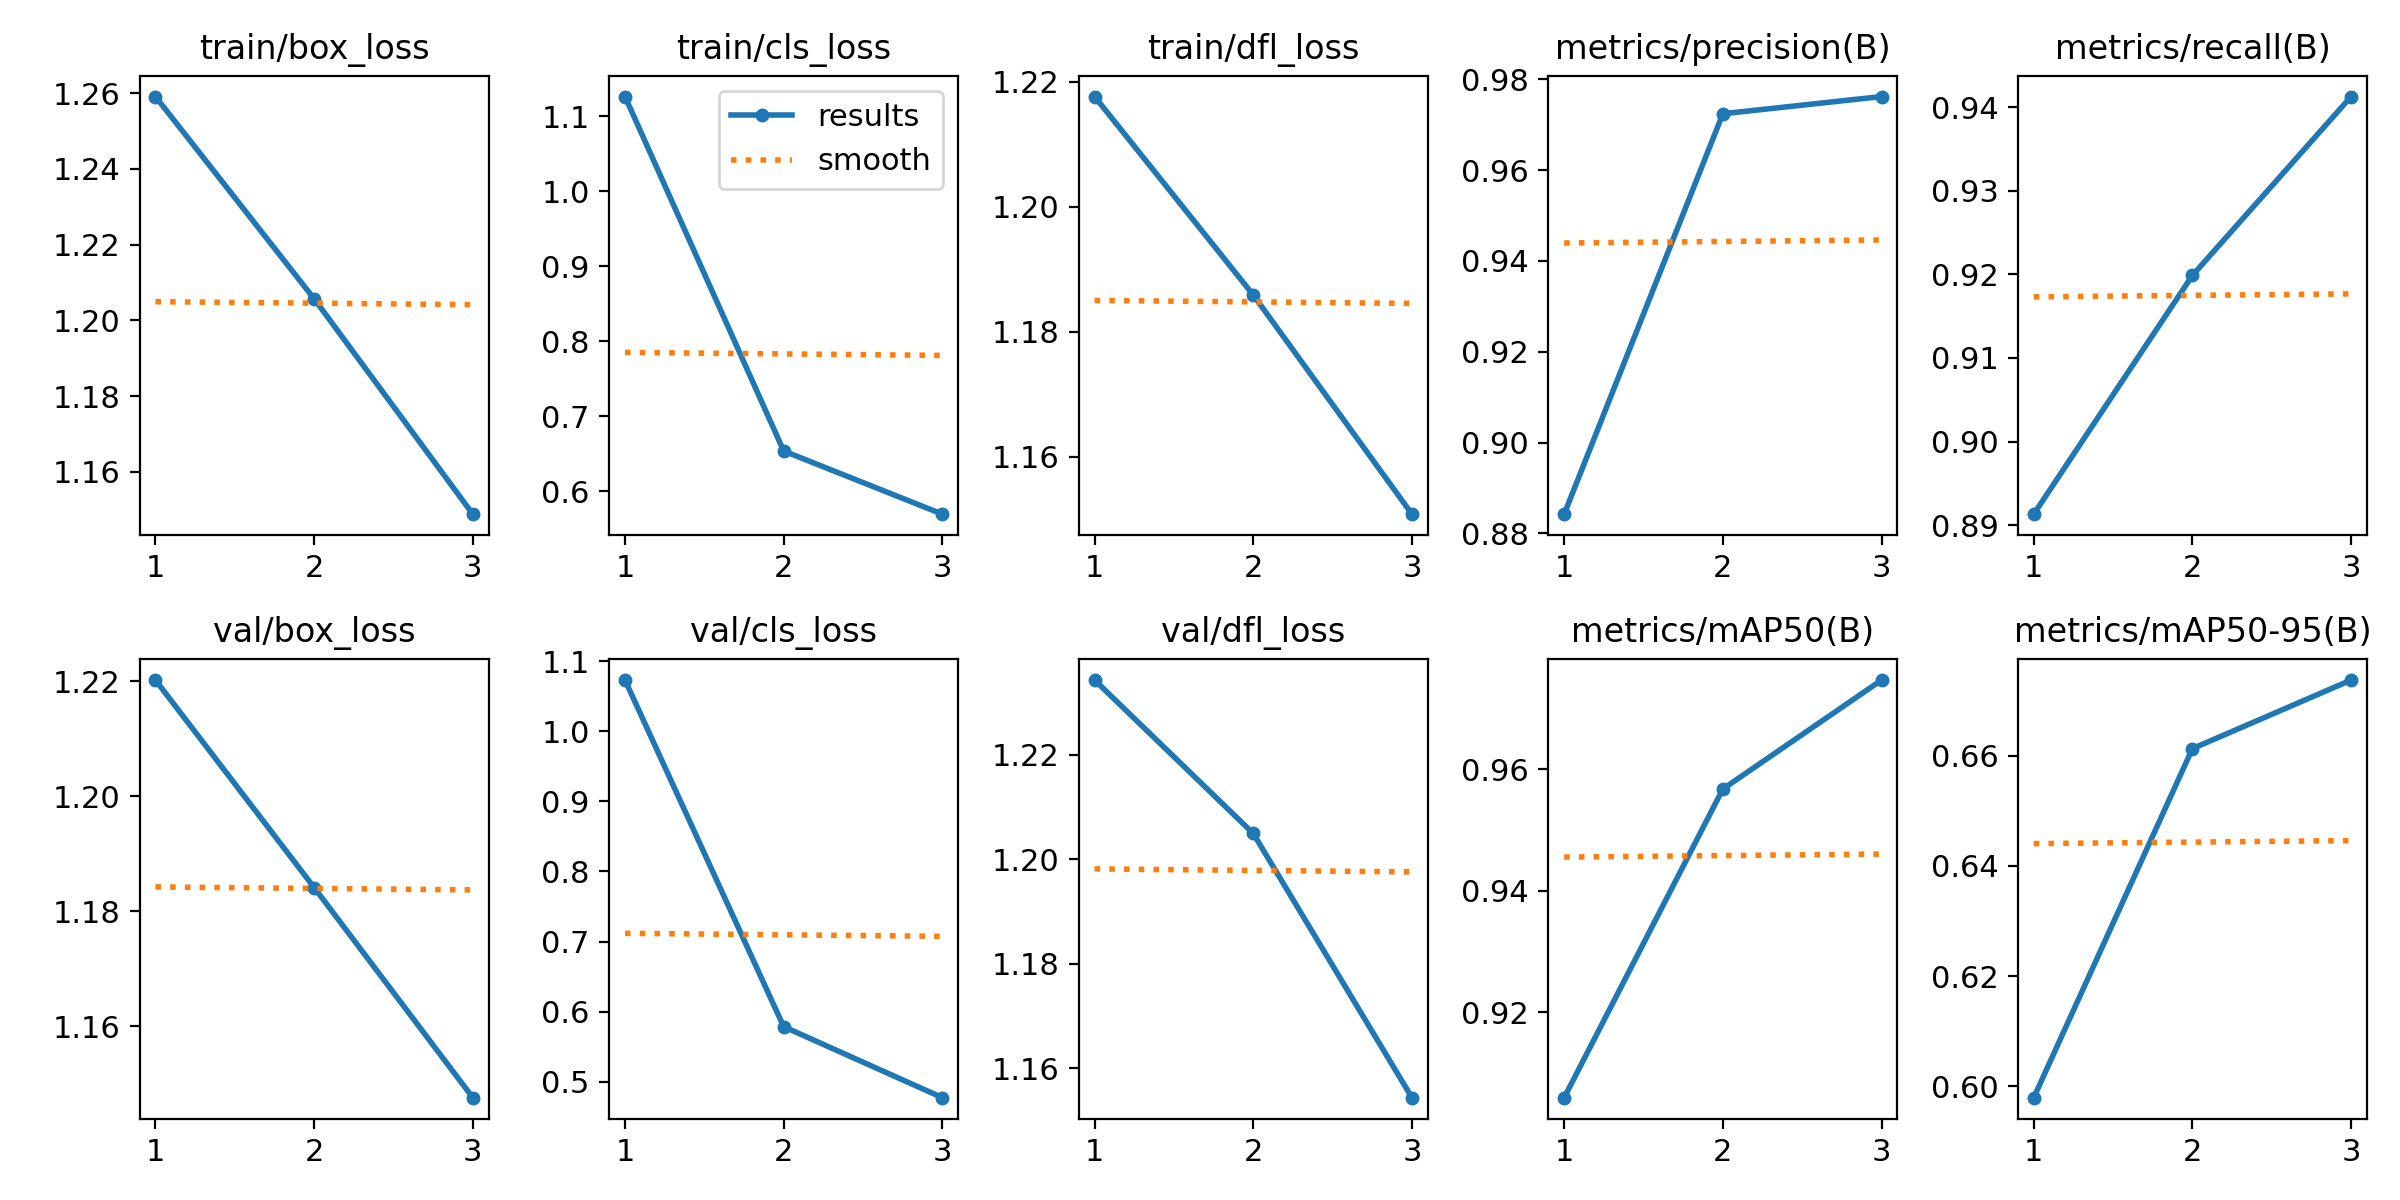 train/box_loss
1.26
1.24
1.22
1.20
1.18
1.16
1 2 3
train/cls_loss
results
smooth
1.1
1.0
0.9
0.8
0.7
0.6
1 2 3
train/dfl_loss
1.22
1.20
1.18
1.16
1 2 3
metrics/precision(B)
0.98
0.96
0.94
0.92
0.90
0.88
1 2 3
metrics/recall(B)
0.94
0.93
0.92
0.91
0.90
0.89
1 2 3
val/box_loss
1.22
1.20
1.18
1.16
1 2 3
val/cls_loss
1.1
1.0
0.9
0.8
0.7
0.6
0.5
1 2 3
val/dfl_loss
1.22
1.20
1.18
1.16
1 2 3
metrics/mAP50(B)
0.96
0.94
0.92
1 2 3
metrics/mAP50-95(B)
0.66
0.64
0.62
0.60
1 2 3